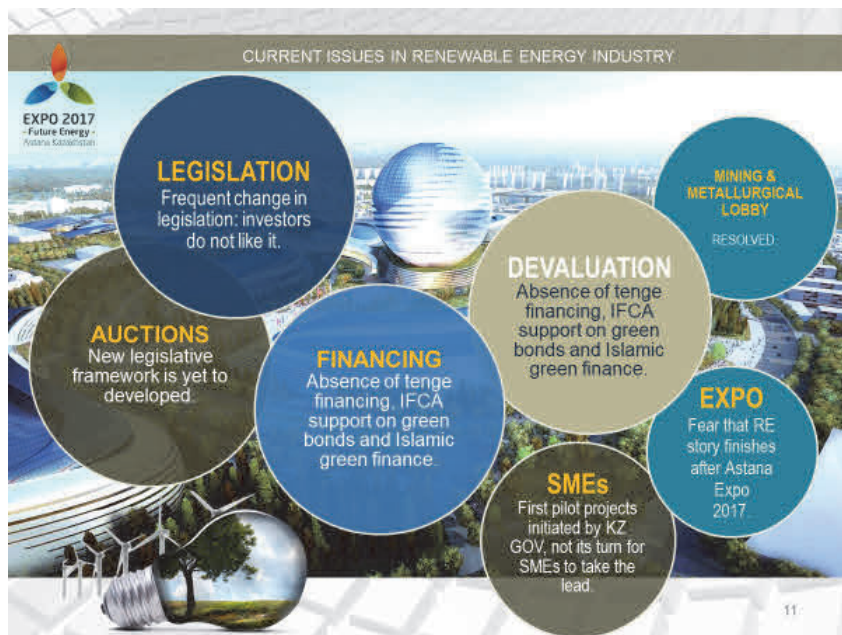 CURRENT ISSUES IN RENEWABLE ENERGY INDUSTRY
EXPO 2017
- Future Energy -
Astana Kazakhstan
LEGISLATION
Frequent change in
legislation: investors
do not like it.
MINING &
METALLURGICAL
LOBBY
RESOLVED
AUCTIONS
New legislative
framework is yet to
developed.
FINANCING
Absence of tenge
financing, IFCA
support on green
bonds and Islamic
green finance.
DEVALUATION
Absence of tenge
financing, IFCA
support on green
bonds and Islamic
green finance.
EXPO
Fear that RE
story finishes
after Astana
Expo
2017.
SMEs
First pilot projects
initiated by KZ
GOV, not its turn for
SMEs to take the
lead.
11